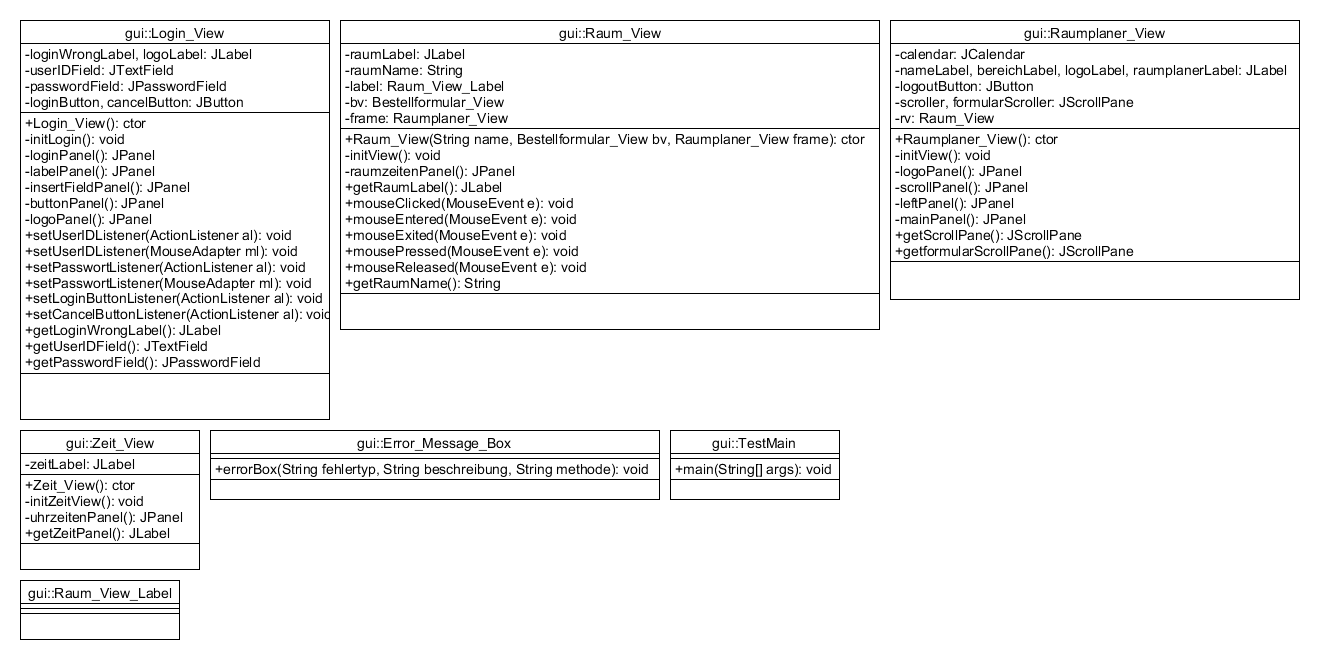 gui::Login_View
-loginWrongLabel, logoLabel: JLabel
-userIDField: JTextField
-passwordField: JPasswordField
-loginButton, cancelButton: JButton
+Login_View(): ctor
-initLogin(): void
-loginPanel(): JPanel
-labelPanel(): JPanel
-insertFieldPanel(): JPanel
-buttonPanel(): JPanel
-logoPanel(): JPanel
+setUserIDListener(ActionListener al): void
+setUserIDListener(MouseAdapter ml): void
+setPasswortListener(ActionListener al): void
+setPasswortListener(MouseAdapter ml): void
+setLoginButtonListener(ActionListener al): void
+setCancelButtonListener(ActionListener al): void
+getLoginWrongLabel(): JLabel
+getUserIDField(): JTextField
+getPasswordField(): JPasswordField
gui::Raum_View
-raumLabel: JLabel
-raumName: String
-label: Raum_View_Label
-bv: Bestellformular_View
-frame: Raumplaner_View
+Raum_View(String name, Bestellformular_View bv, Raumplaner_View frame): ctor
-initView(): void
-raumzeitenPanel(): JPanel
+getRaumLabel(): JLabel
+mouseClicked(MouseEvent e): void
+mouseEntered(MouseEvent e): void
+mouseExited(MouseEvent e): void
+mousePressed(MouseEvent e): void
+mouseReleased(MouseEvent e): void
+getRaumName(): String
gui::Raumplaner_View
-calendar: JCalendar
-nameLabel, bereichLabel, logoLabel, raumplanerLabel: JLabel
-logoutButton: JButton
-scroller, formularScroller: JScrollPane
-rv: Raum_View
+Raumplaner_View(): ctor
-initView(): void
-logoPanel(): JPanel
-scrollPanel(): JPanel
-leftPanel(): JPanel
-mainPanel(): JPanel
+getScrollPane(): JScrollPane
+getformularScrollPane(): JScrollPane
gui::Zeit_View
-zeitLabel: JLabel
+Zeit_View(): ctor
-initZeitView(): void
-uhrzeitenPanel(): JPanel
+getZeitPanel(): JLabel
gui::Error_Message_Box
+errorBox(String fehlertyp, String beschreibung, String methode): void
gui::TestMain
+main(String[] args): void
gui::Raum_View_Label